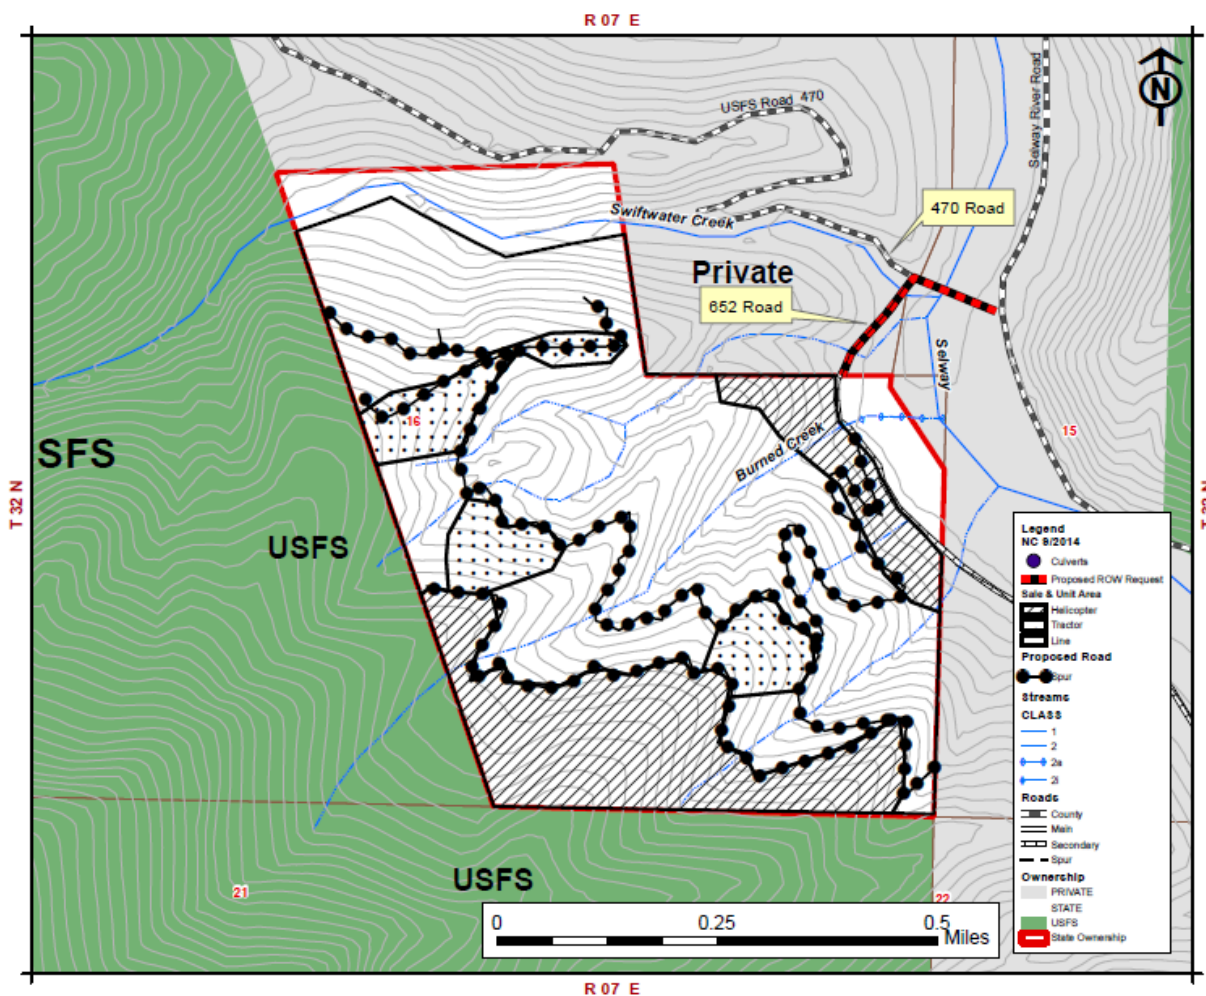 R 07 E
N
USFS Road 470
Selway River Road
470 Road
Swiftwater Creek
Private
652 Road
Selway
16
15
SFS
Burned Creek
T 32 N
T 32 N
USFS
Legend
NC 9/2014
Culverts
Proposed ROW Request
Sale & Unit Area
Helicopter
Tractor
Line
Proposed Road
Spur
Streams
CLASS
1
2
2a
2i
Roads
County
Main
Secondary
Spur
Ownership
PRIVATE
STATE
USFS
State Ownership
USFS
21
22
0 0.25 0.5
Miles
R 07 E